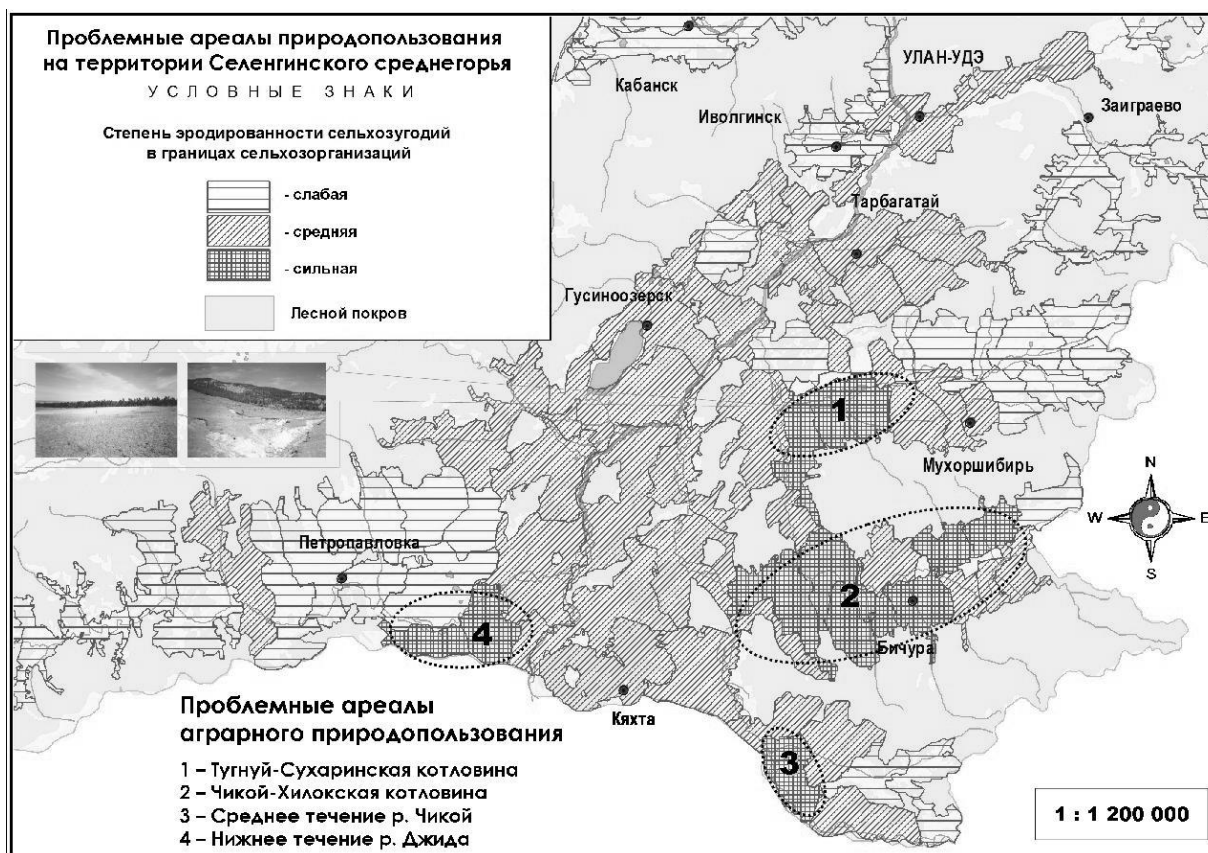 Проблемные ареалы природопользования
на территории Селенгинского среднегорья
УСЛОВНЫЕ ЗНАКИ
Степень эродированности сельхозугодий
в границах сельхозорганизаций
- слабая
- средняя
- сильная
Лесной покров
Кабанск
УЛАН-УДЭ
Иволгинск
Заиграево
Тарбагатай
Гусиноозерск
1
Мухоршибирь
N
W E
S
Петропавловка
2
4
Бичура
Кяхта
3
Проблемные ареалы
аграрного природопользования
1 – Тугнуй-Сухаринская котловина
2 – Чикой-Хилокская котловина
3 – Среднее течение р. Чикой
4 – Нижнее течение р. Джида
1 : 1 200 000